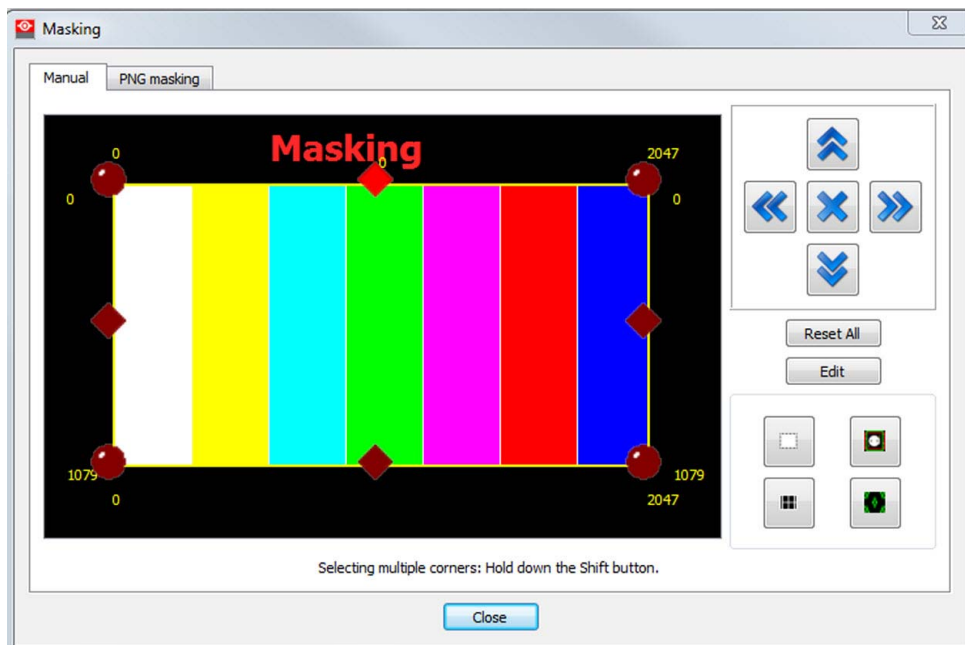 Masking
Manual PNG masking
Masking
0 0 2047
0 0
Reset All
Edit
1079 1079
0 2047
Selecting multiple corners: Hold down the Shift button.
Close